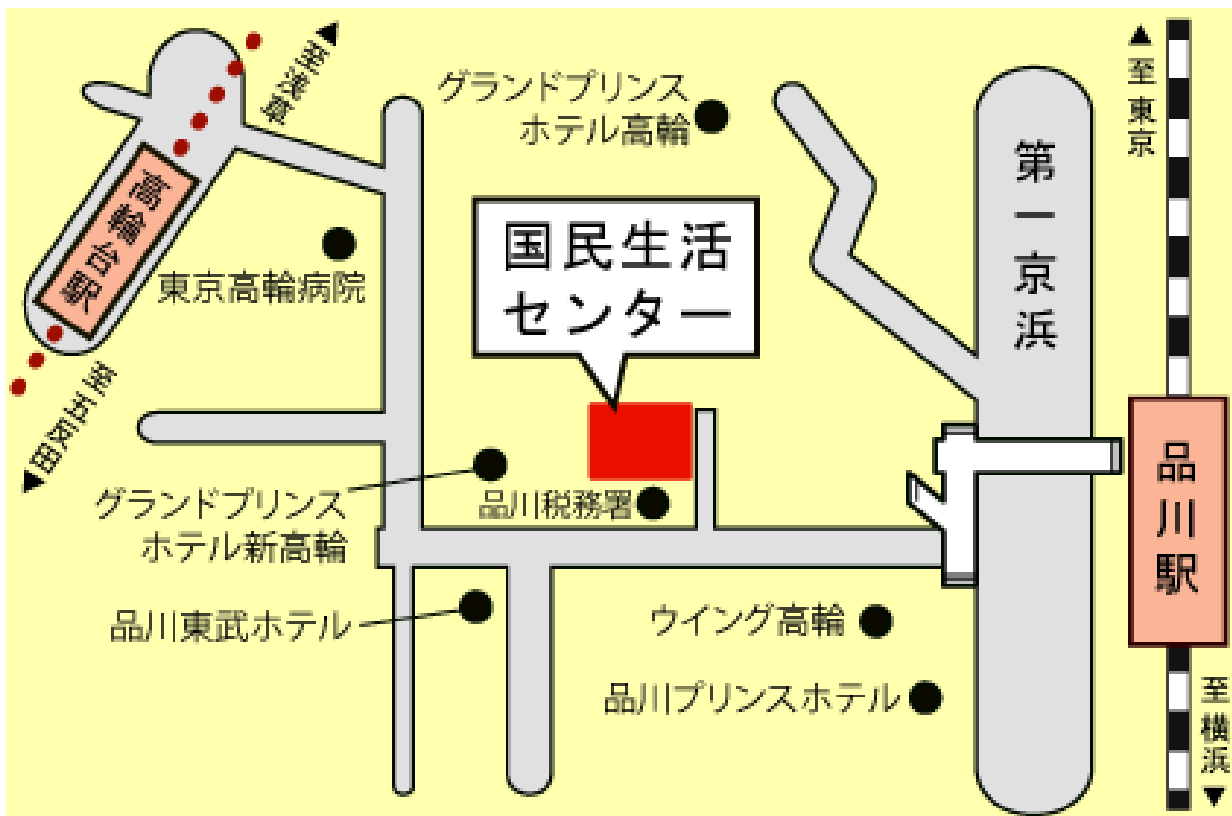 至浅草
グランドプリンス
ホテル高輪
至東京
第一京浜
高輪台駅
国民生活
センター
東京高輪病院
至五反田
グランドプリンス
ホテル新高輪
品川税務署
品川駅
品川東武ホテル
ウイング高輪
品川プリンスホテル
至横浜